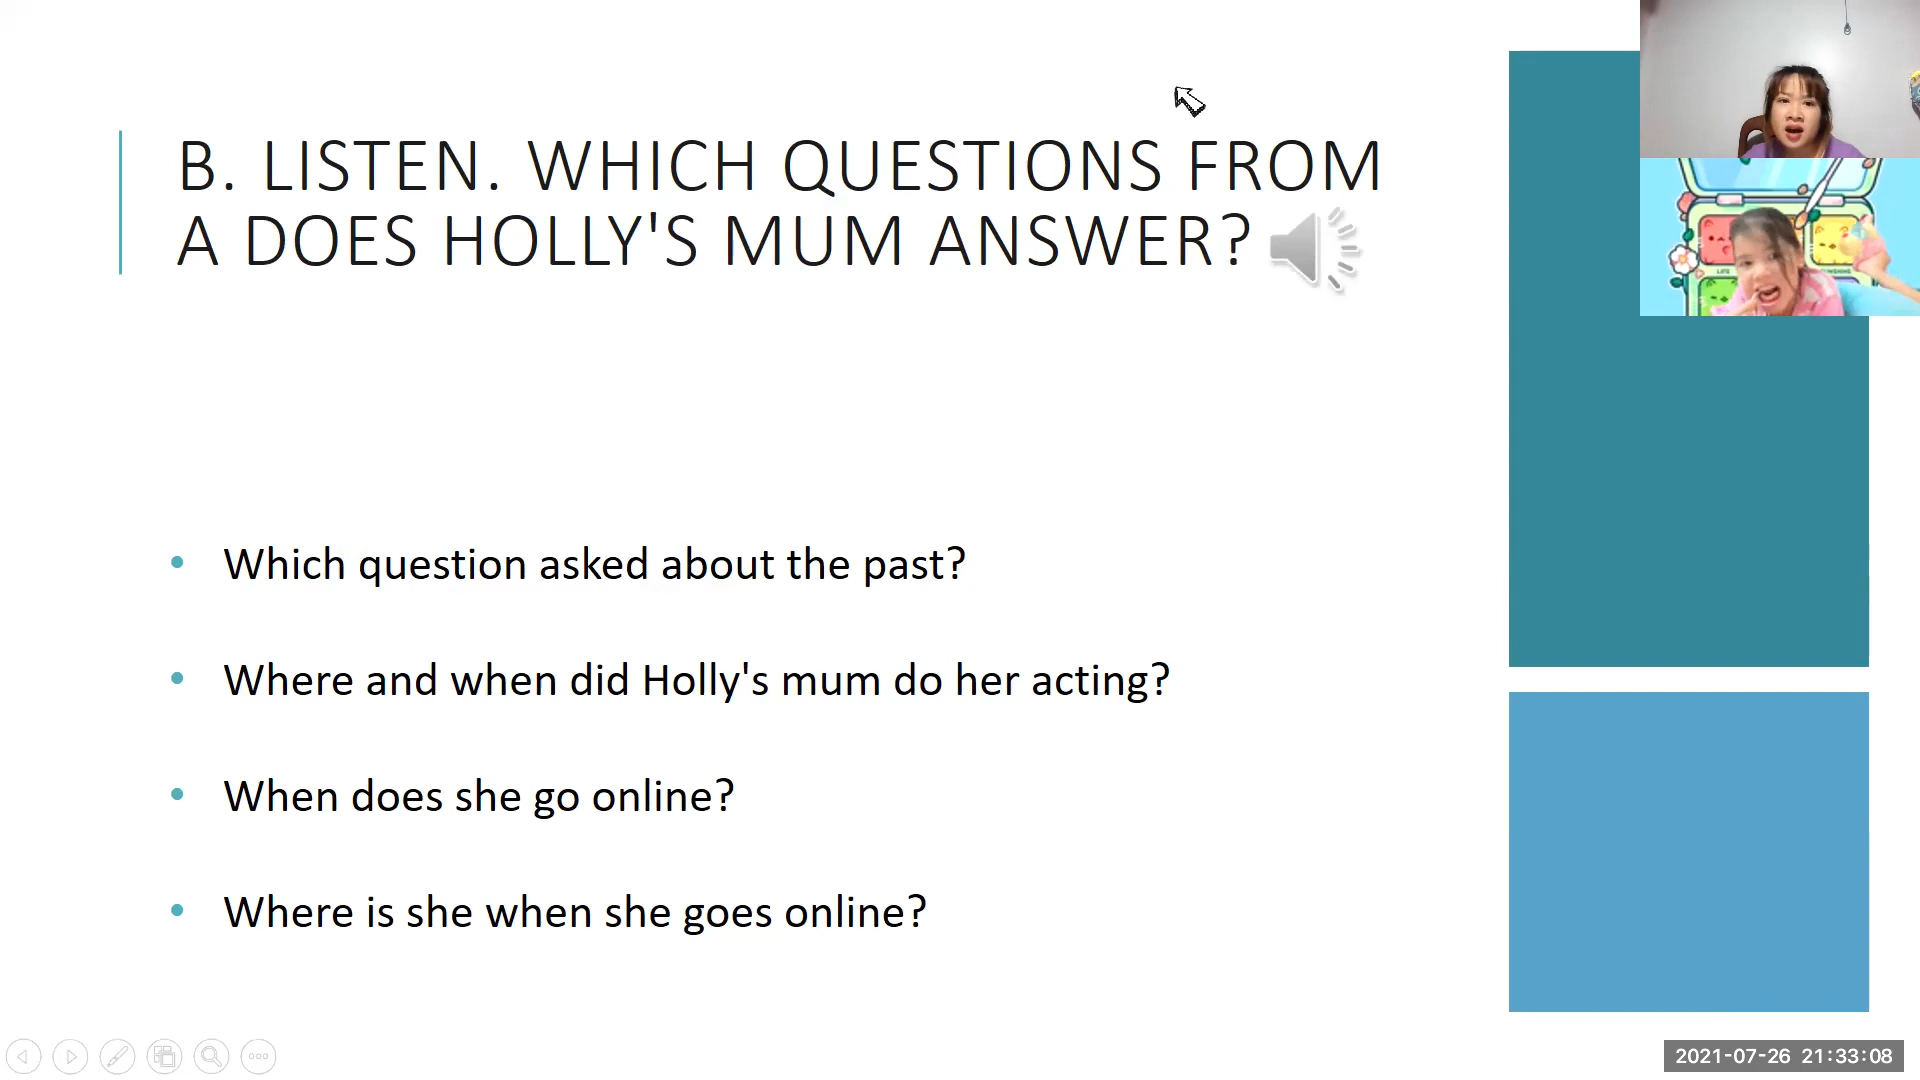 B. LISTEN. WHICH QUESTIONS FROM
A DOES HOLLY'S MUM ANSWER?
• Which question asked about the past?
• Where and when did Holly's mum do her acting?
• When does she go online?
• Where is she when she goes online?
2021-07-26 21:33:08